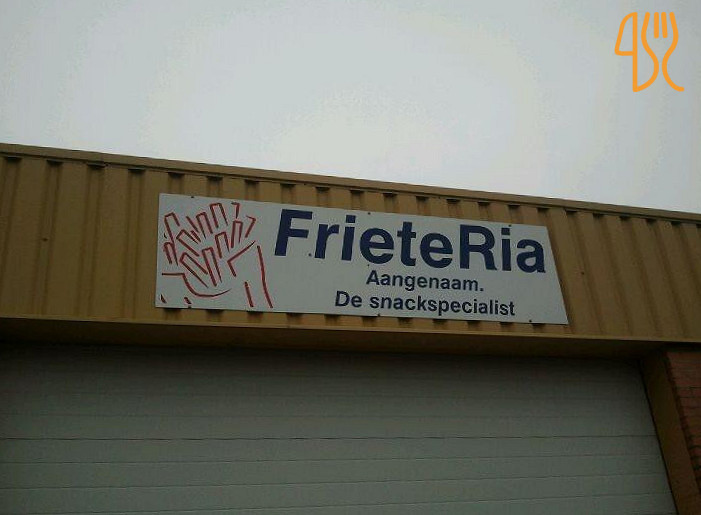 FrieteRia
Aangenaam.
De snackspecialist